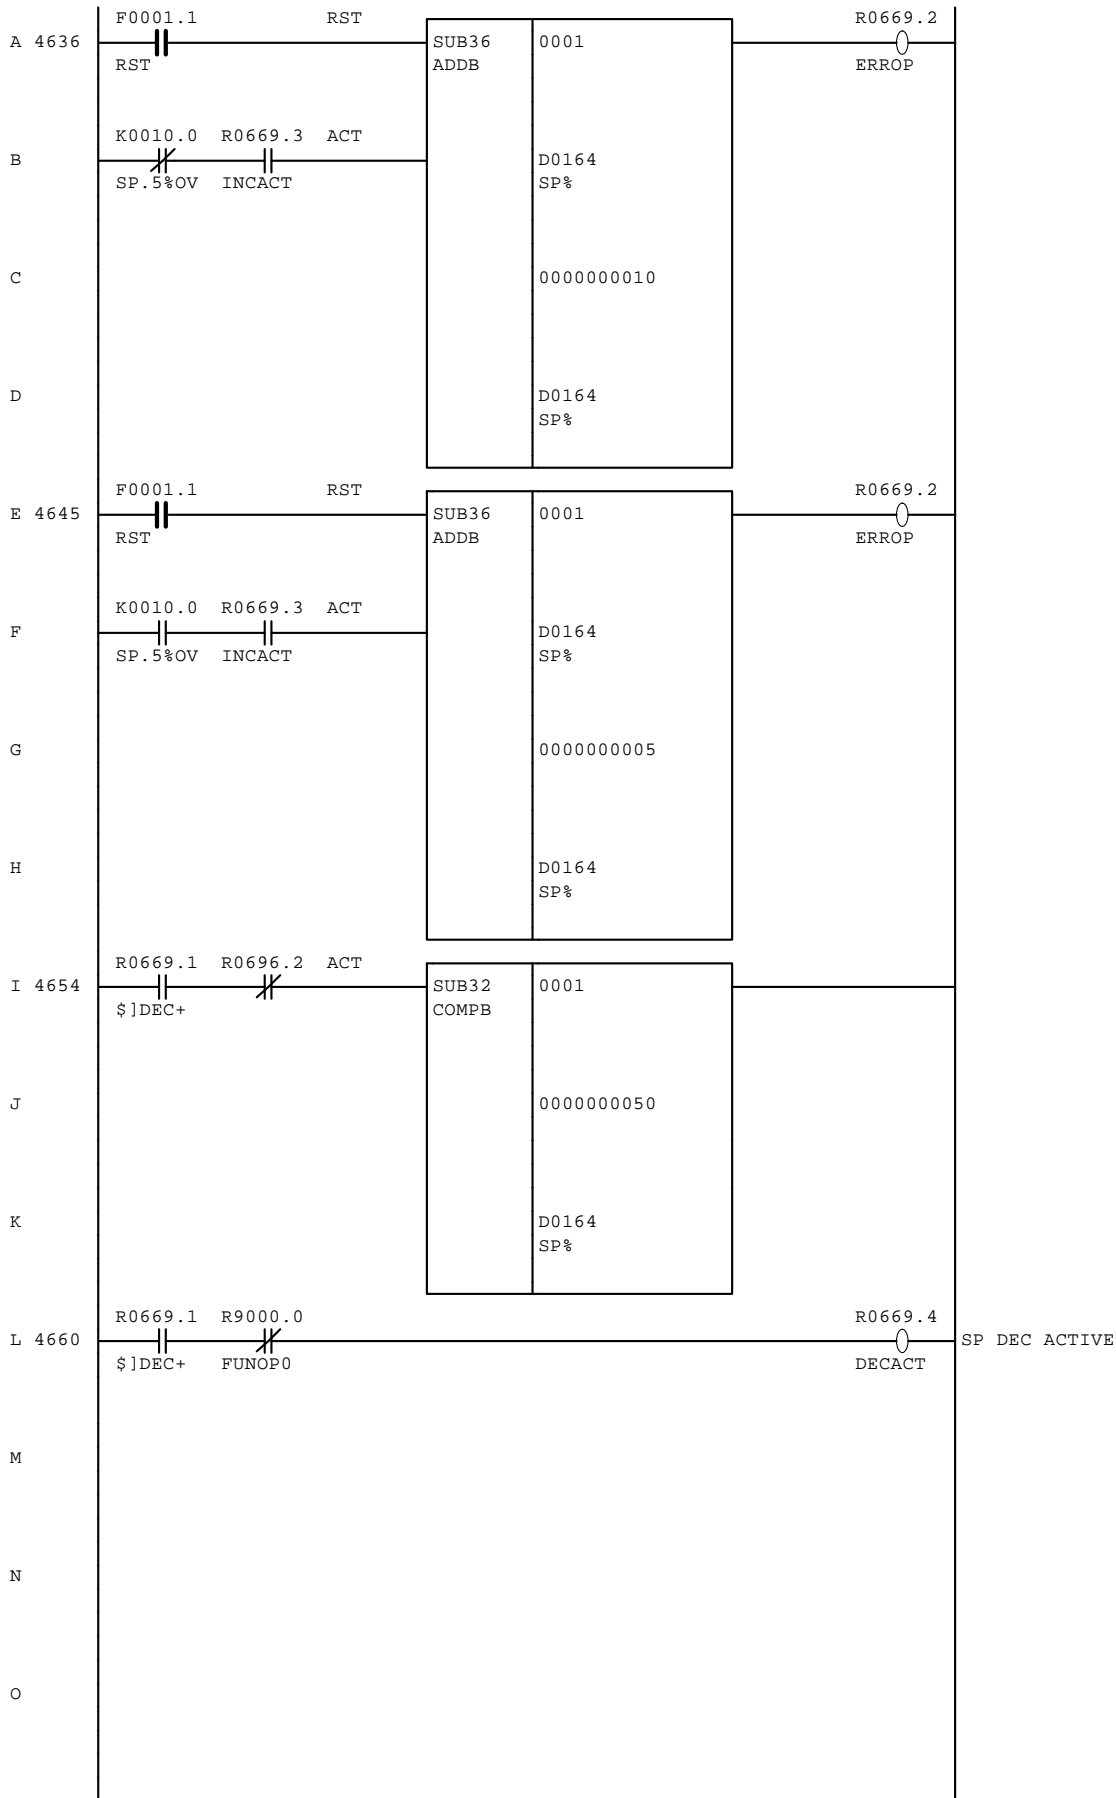 F0001.1 RST R0669.2
A 4636 SUB36 0001
RST ADDB ERROP
K0010.0 R0669.3 ACT
B D0164
SP.5%OV INCACT SP%
C 0000000010
D D0164
SP%
F0001.1 RST R0669.2
E 4645 SUB36 0001
RST ADDB ERROP
K0010.0 R0669.3 ACT
F D0164
SP.5%OV INCACT SP%
G 0000000005
H D0164
SP%
R0669.1 R0696.2 ACT
I 4654 SUB32 0001
$]DEC+ COMPB
J 0000000050
K D0164
SP%
R0669.1 R9000.0 R0669.4
L 4660 SP DEC ACTIVE
$]DEC+ FUNOP0 DECACT
M
N
O